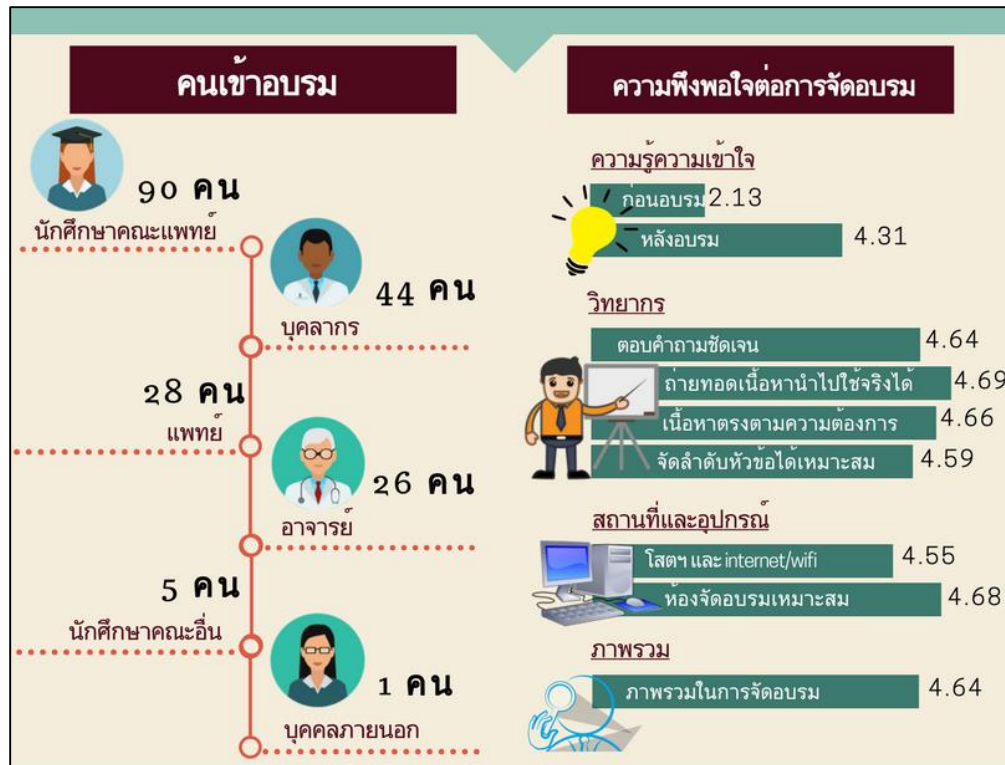 คนเข้าอบรม
90 คน
นักศึกษาคณะแพทย์
44 คน
บุคลากร
28 คน
แพทย์
26 คน
อาจารย์
5 คน
นักศึกษาคณะอื่น
1 คน
บุคคลภายนอก
ความพึงพอใจต่อการจัดอบรม
ความรู้ความเข้าใจ
ก่อนอบรม 2.13
หลังอบรม 4.31
วิทยากร
ตอบคำถามชัดเจน 4.64
ถ่ายทอดเนื้อหานำไปใช้จริงได้ 4.69
เนื้อหาตรงตามความต้องการ 4.66
จัดลำดับหัวข้อได้เหมาะสม 4.59
สถานที่และอุปกรณ์
โสตฯ และ internet/wifi 4.55
ห้องจัดอบรมเหมาะสม 4.68
ภาพรวม
ภาพรวมในการจัดอบรม 4.64